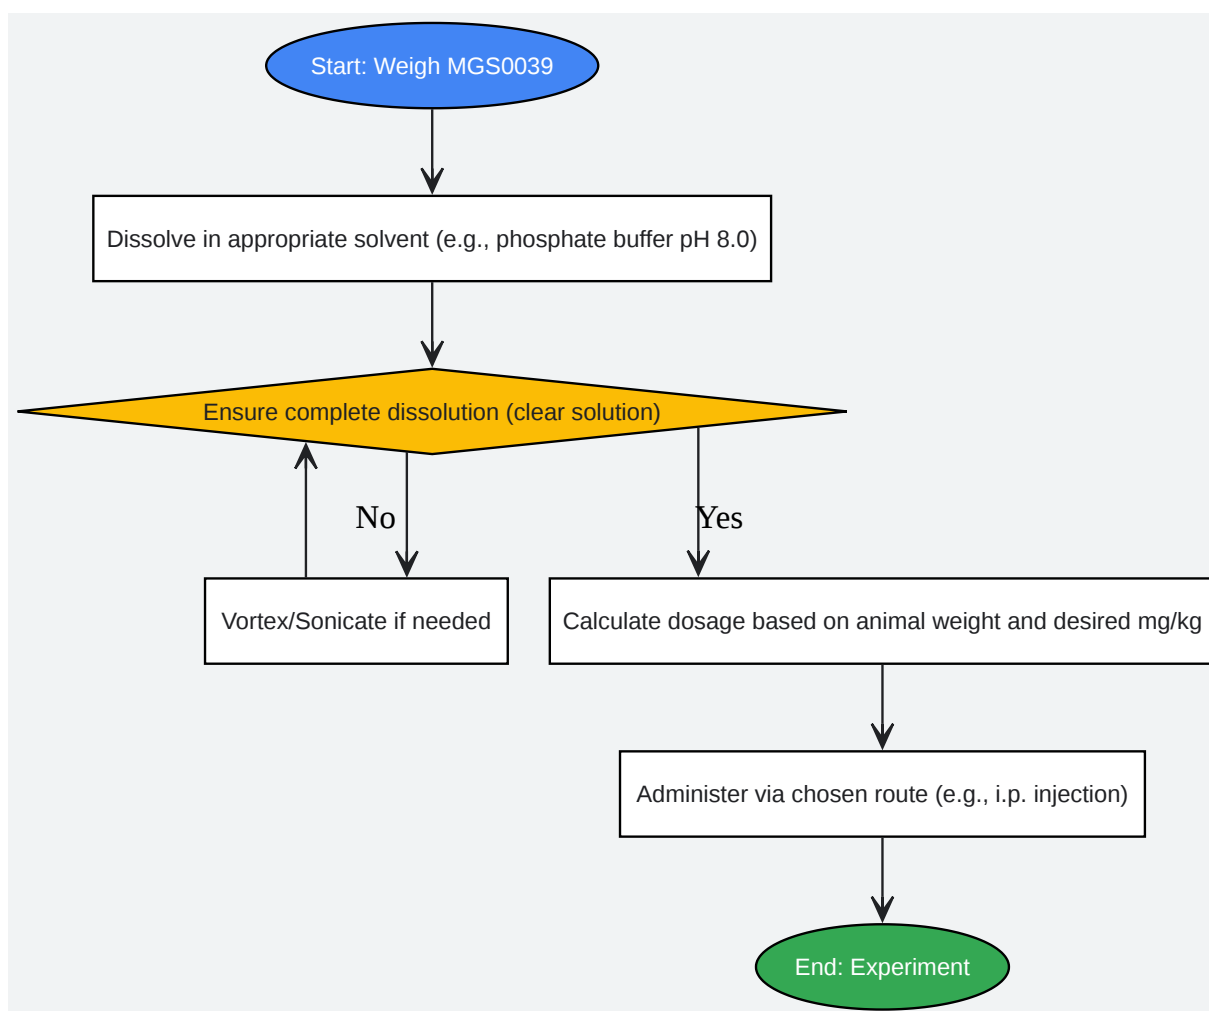 Start: Weigh MGS0039
Dissolve in appropriate solvent (e.g., phosphate buffer pH 8.0)
Ensure complete dissolution (clear solution)
No
Yes
Vortex/Sonicate if needed
Calculate dosage based on animal weight and desired mg/kg
Administer via chosen route (e.g., i.p. injection)
End: Experiment